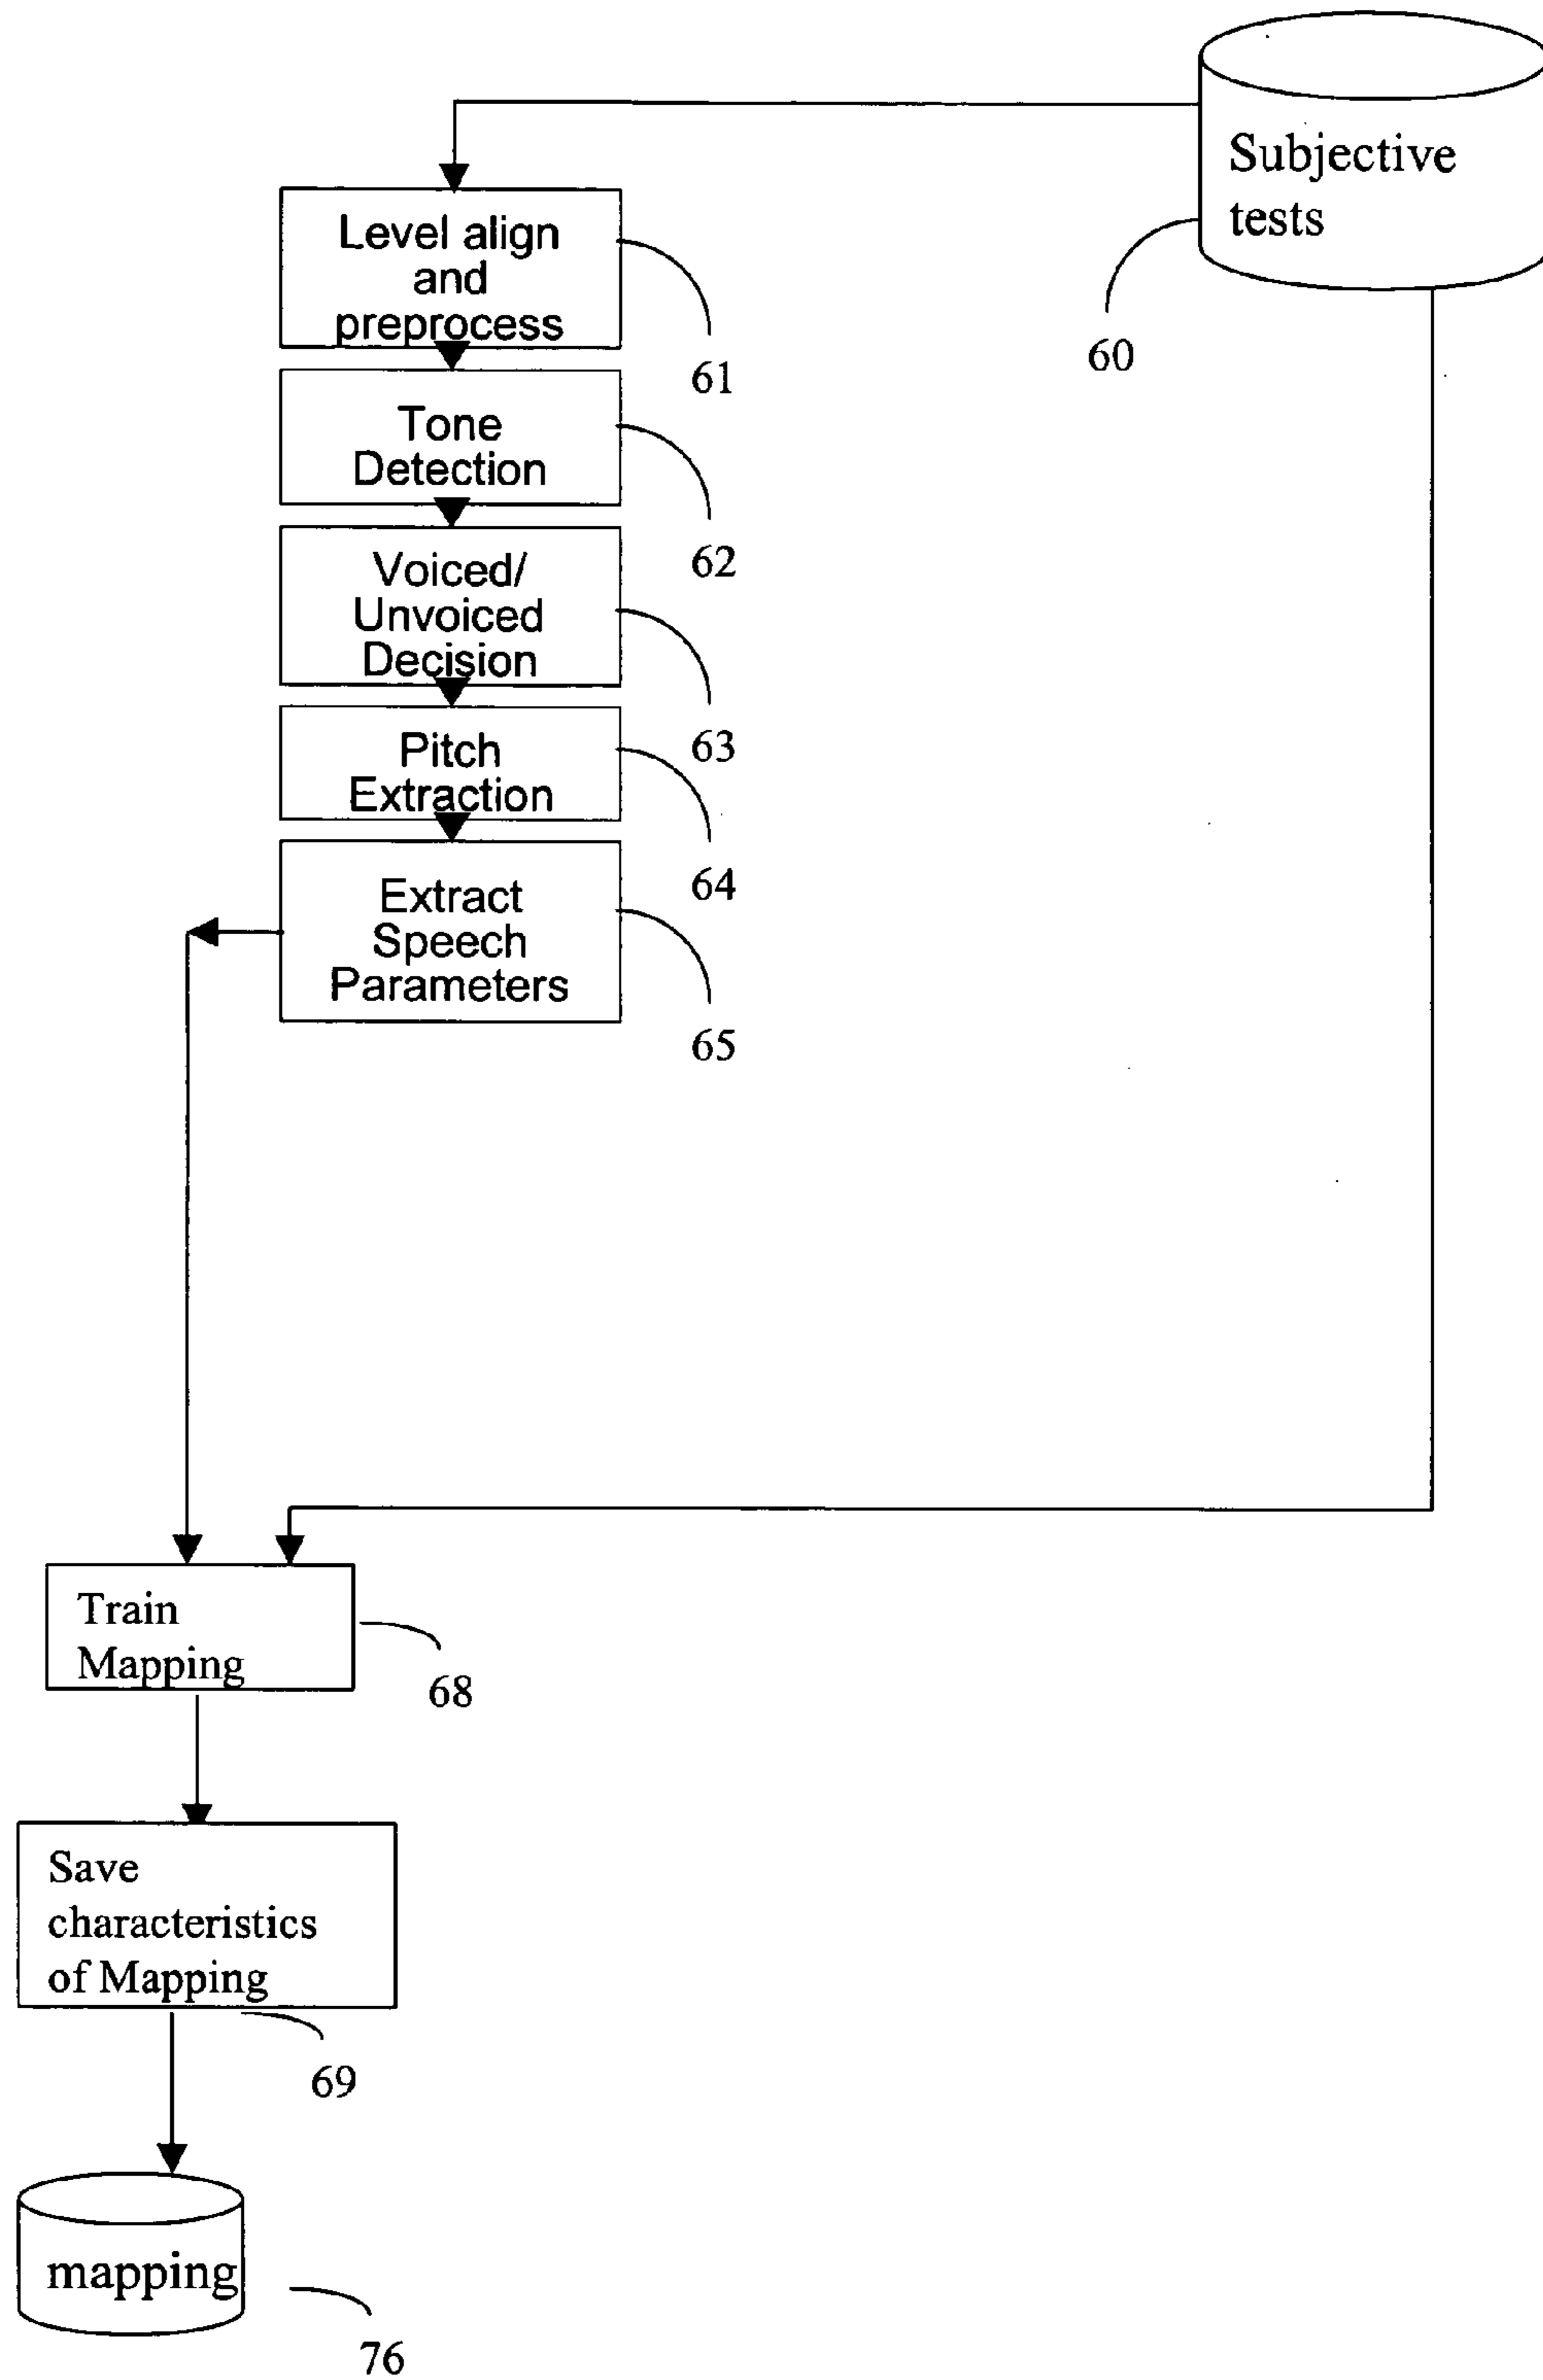 Subjective
tests
60
Level align
and
preprocess
61
Tone
Detection
62
Voiced/
Unvoiced
Decision
63
Pitch
Extraction
64
Extract
Speech
Parameters
65
Train
Mapping
68
Save
characteristics
of Mapping
69
mapping
76